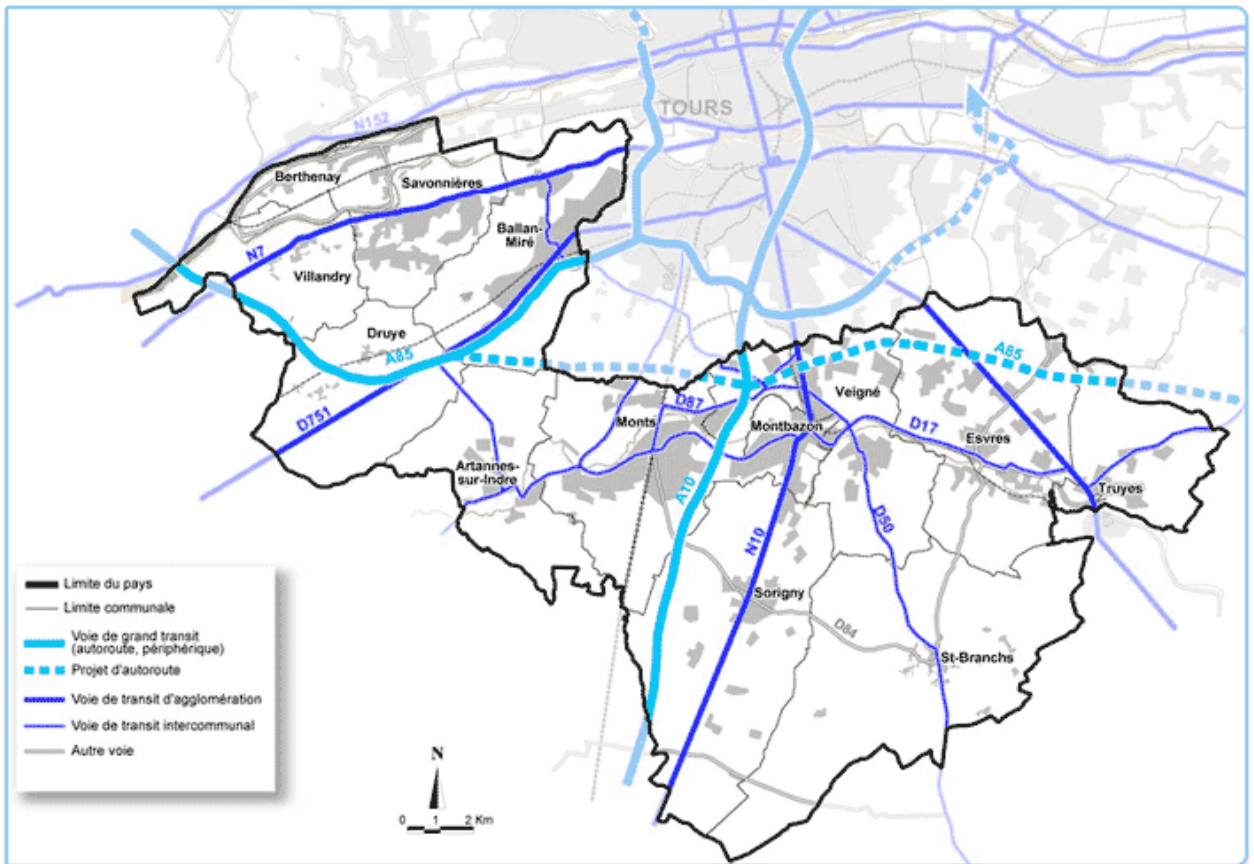 TOURS
N152
Berthenay
Savonnières
Ballan-
Miré
N7
Villandry
Druye
A85
D751
D86
A85
Veigné
D87
Monts
Montbazon
D17
Esvres
Artannes-
sur-Indre
Truyes
A10
D50
N10
Sorigny
D84
St-Branchs
Limite du pays
Limite communale
Voie de grand transit
(autoroute, périphérique)
Projet d'autoroute
Voie de transit d'agglomération
Voie de transit intercommunal
Autre voie
N
0 1 2 Km